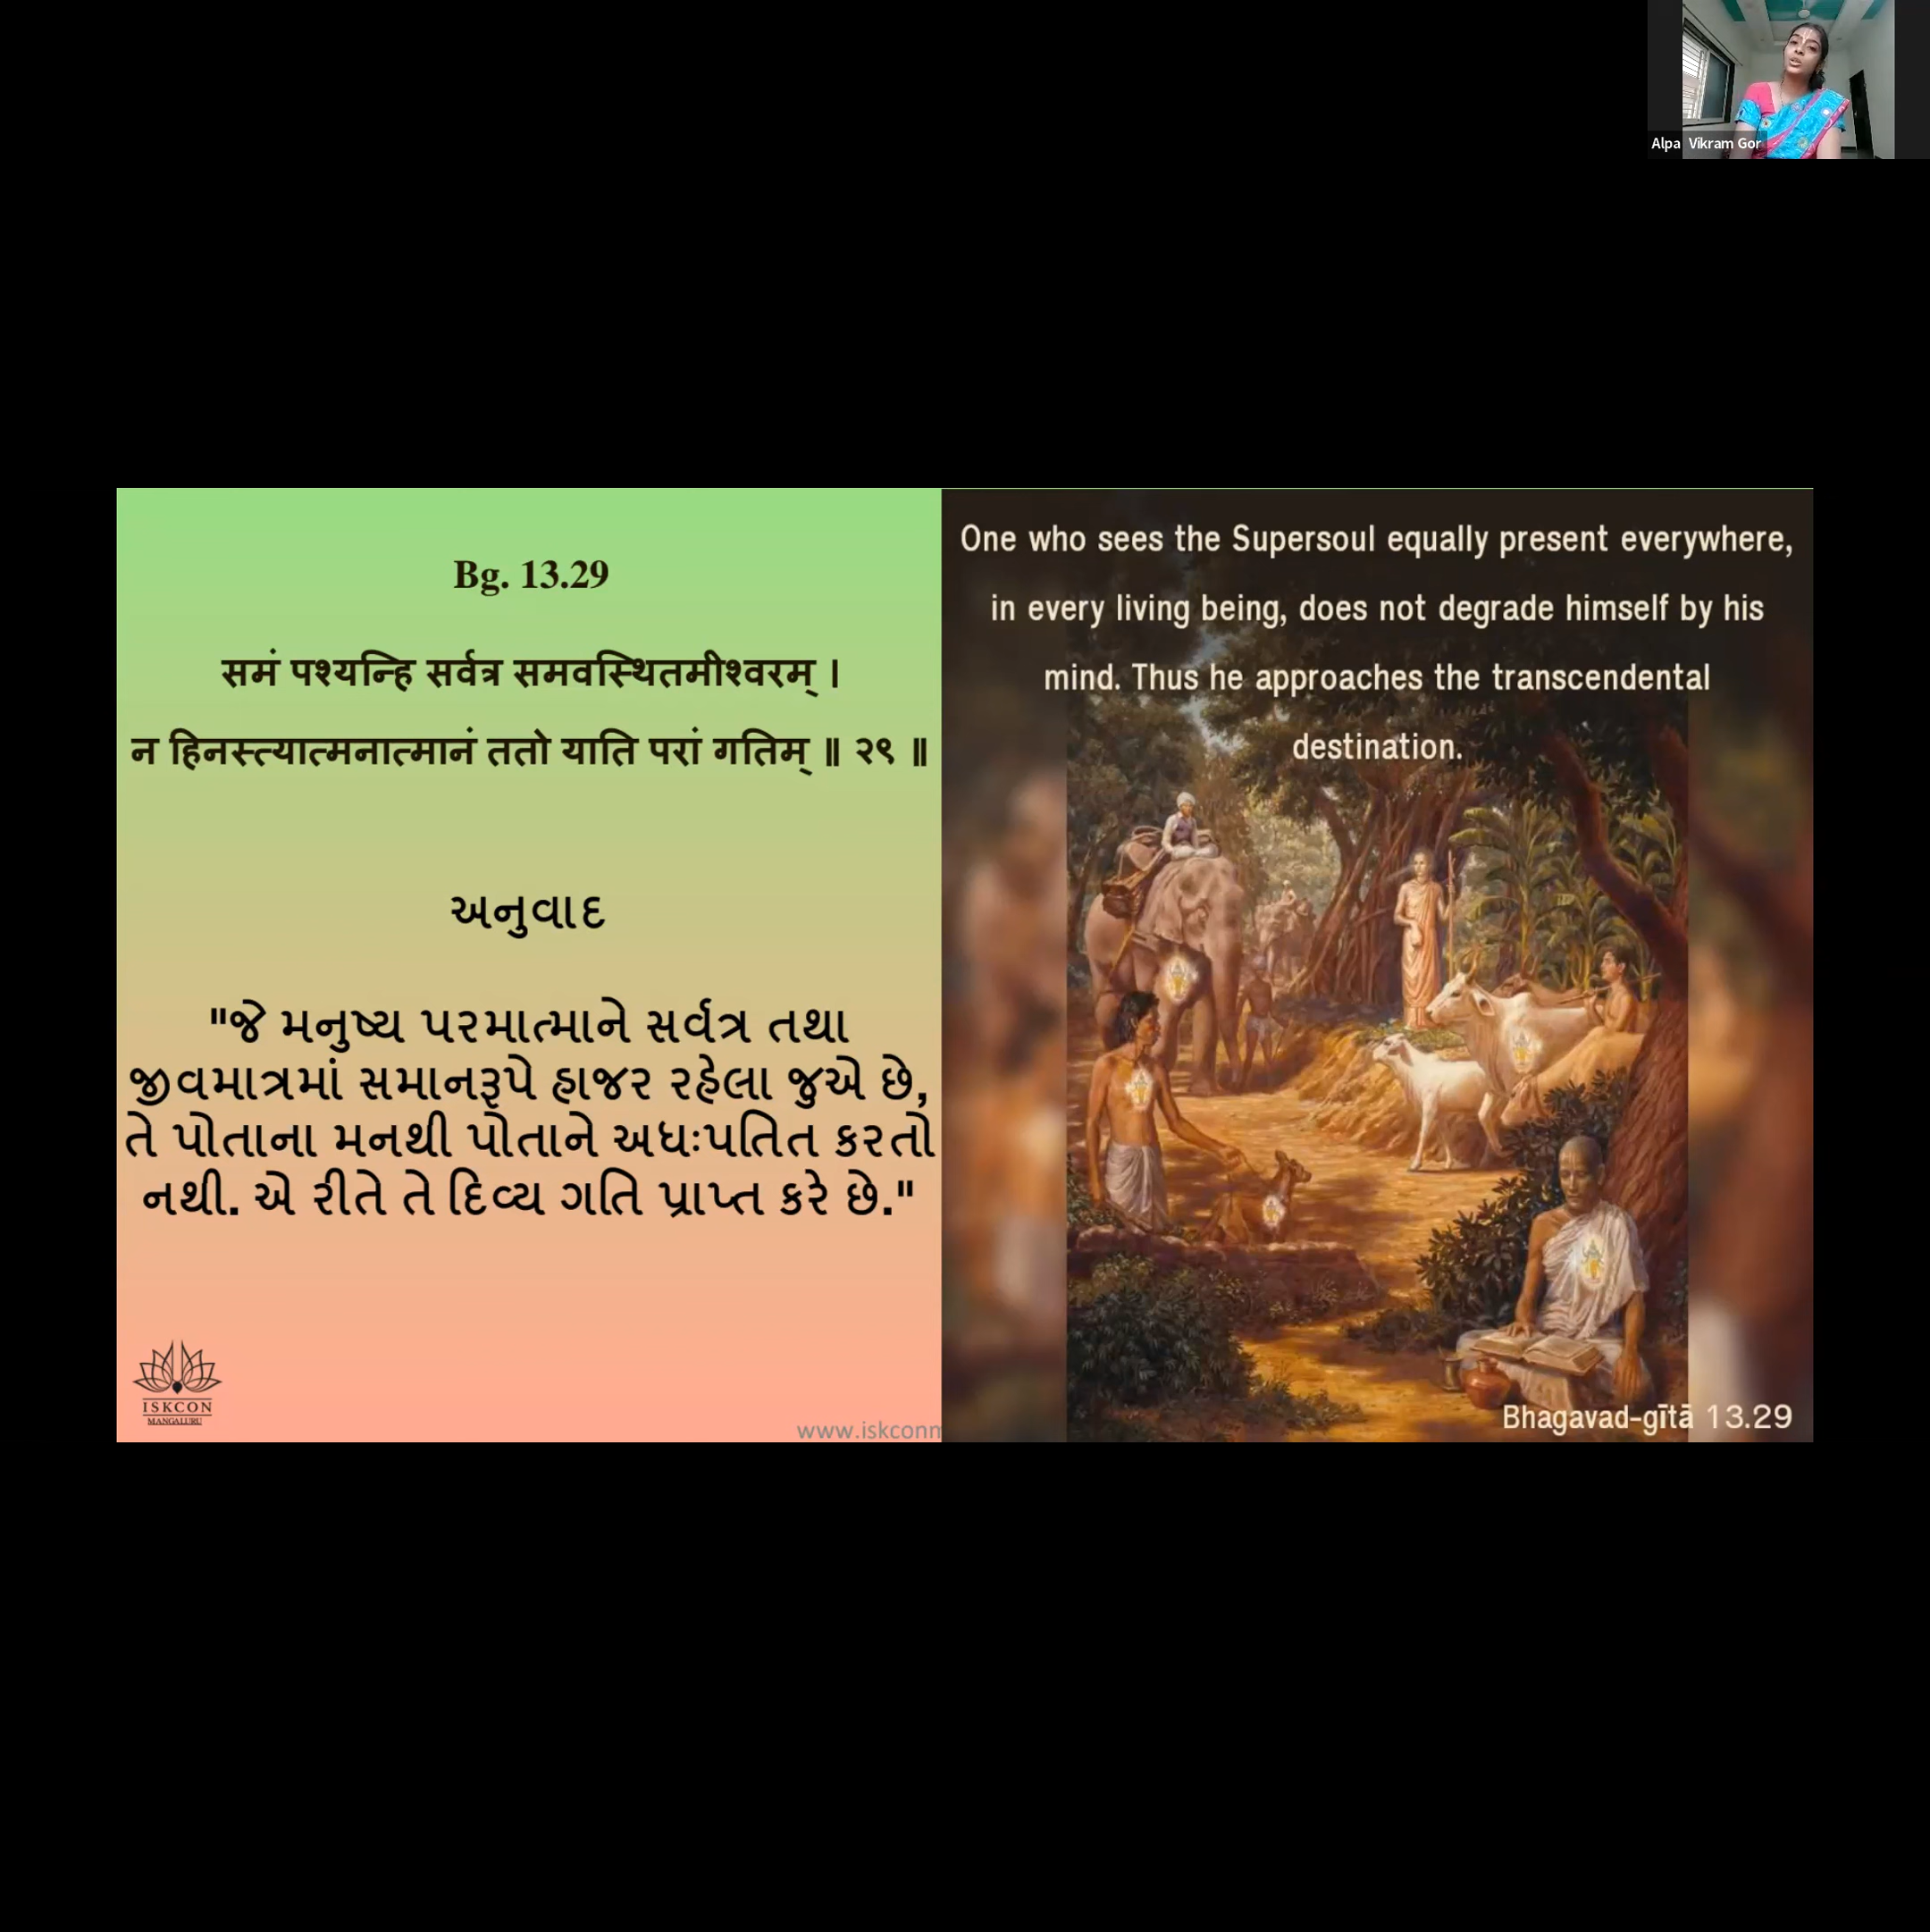 Alpa Vikram Gor
Bg. 13.29
समं पश्यन्हि सर्वत्र समवस्थितमीश्वरम् ।
न हिनस्त्यात्मनात्मानं ततो याति परां गतिम् ॥ २९ ॥
અનુવાદ
"જે મનુષ્ય પરમાત્માને સર્વત્ર તથા
જીવમાત્રમાં સમાનરૂપે હાજર રહેલા જુએ છે,
તે પોતાના મનથી પોતાને અધઃપતિત કરતો
નથી. એ રીતે તે દિવ્ય ગતિ પ્રાપ્ત કરે છે."
ISKCON
MANGALURU
www.iskconm
One who sees the Supersoul equally present everywhere,
in every living being, does not degrade himself by his
mind. Thus he approaches the transcendental
destination.
Bhagavad-gītā 13.29